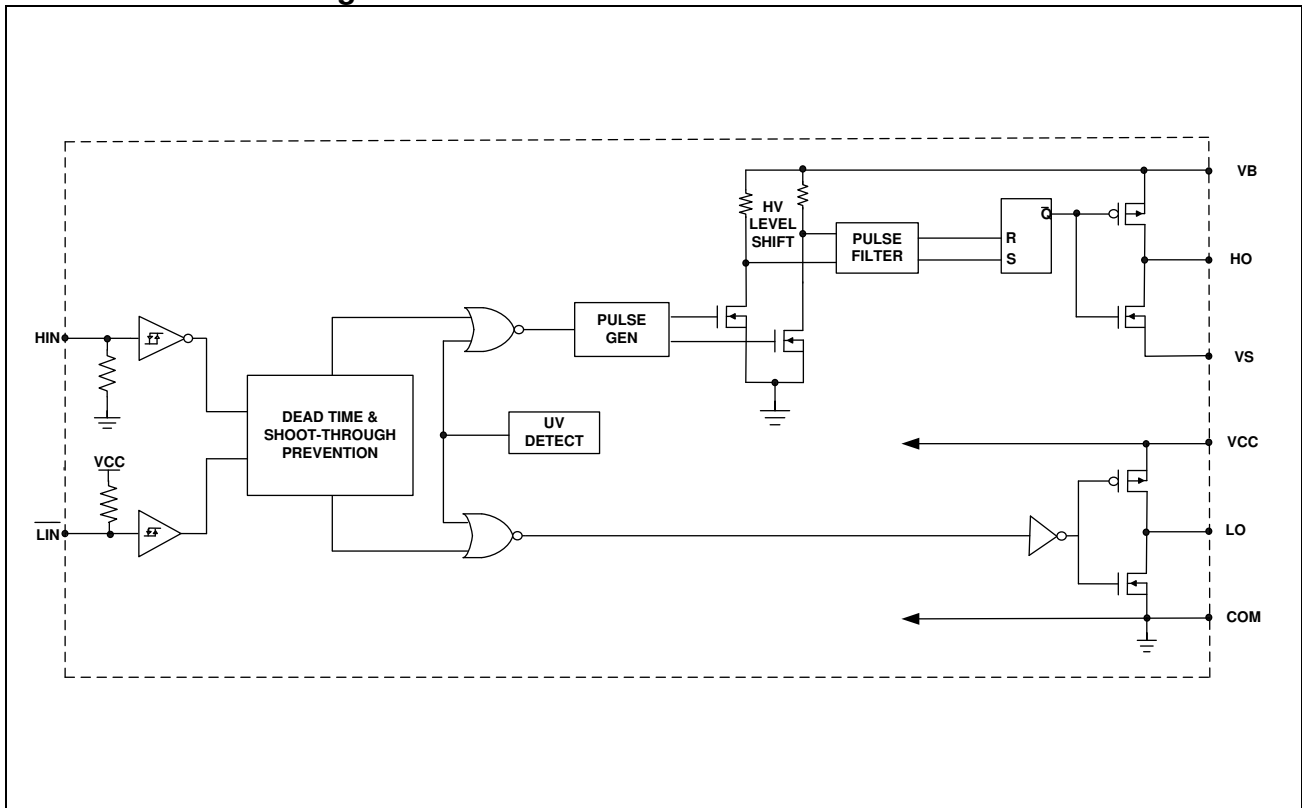 g
VB
HV
LEVEL
SHIFT
Q̅
PULSE
FILTER
R
S
HO
HIN
PULSE
GEN
VS
DEAD TIME &
SHOOT-THROUGH
PREVENTION
UV
DETECT
VCC
VCC
L̅I̅N̅
LO
COM